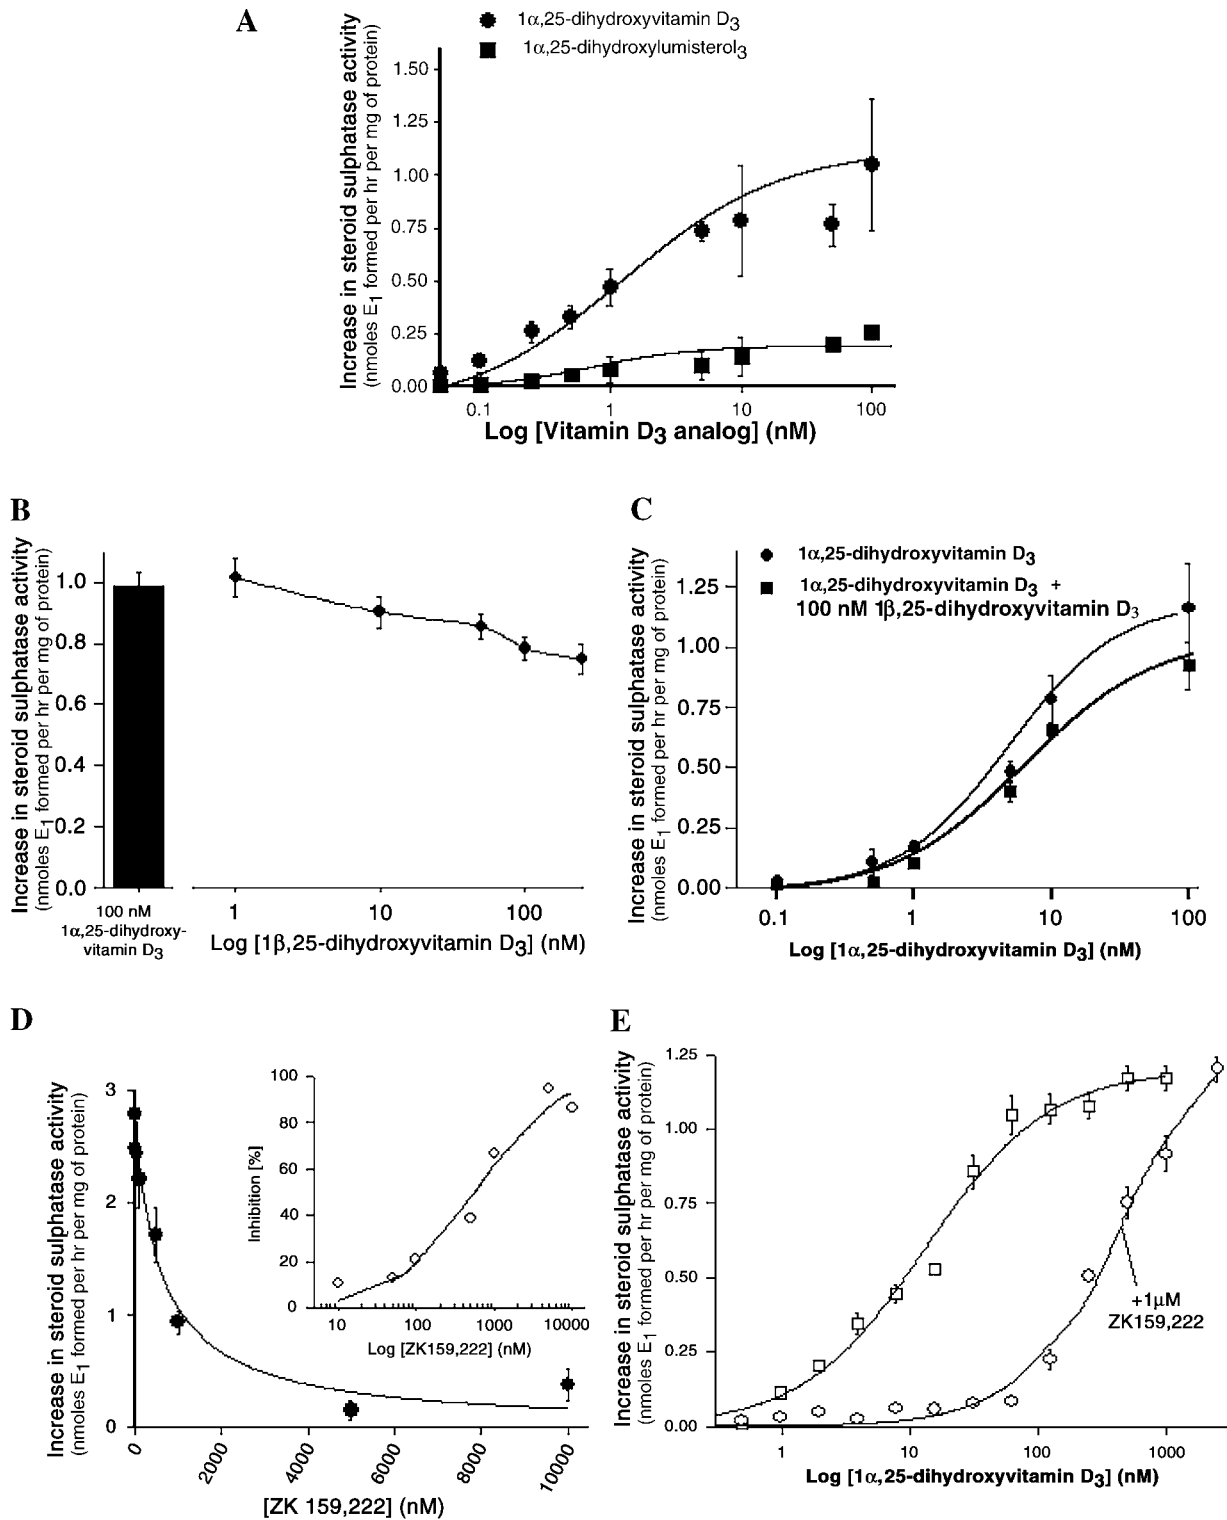 A
1α,25-dihydroxyvitamin D3
1α,25-dihydroxylumisterol3
Increase in steroid sulphatase activity
(nmoles E1 formed per hr per mg of protein)
1.50
1.25
1.00
0.75
0.50
0.25
0.00
0.1 1 10 100
Log [Vitamin D3 analog] (nM)
B
Increase in steroid sulphatase activity
(nmoles E1 formed per hr per mg of protein)
1.0
0.8
0.6
0.4
0.2
0.0
100 nM
1α,25-dihydroxy-
vitamin D3
1 10 100
Log [1β,25-dihydroxyvitamin D3] (nM)
C
1α,25-dihydroxyvitamin D3
1α,25-dihydroxyvitamin D3 +
100 nM 1β,25-dihydroxyvitamin D3
Increase in steroid sulphatase activity
(nmoles E1 formed per hr per mg of protein)
1.25
1.00
0.75
0.50
0.25
0.00
0.1 1 10 100
Log [1α,25-dihydroxyvitamin D3] (nM)
D
Increase in steroid sulphatase activity
(nmoles E1 formed per hr per mg of protein)
3
2
1
0
0 2000 4000 6000 8000 10000
[ZK 159,222] (nM)
Inhibition [%]
100
80
60
40
20
0
10 100 1000 10000
Log [ZK159,222] (nM)
E
Increase in steroid sulphatase activity
(nmoles E1 formed per hr per mg of protein)
1.25
1.00
0.75
0.50
0.25
0.00
+1µM
ZK159,222
1 10 100 1000
Log [1α,25-dihydroxyvitamin D3] (nM)